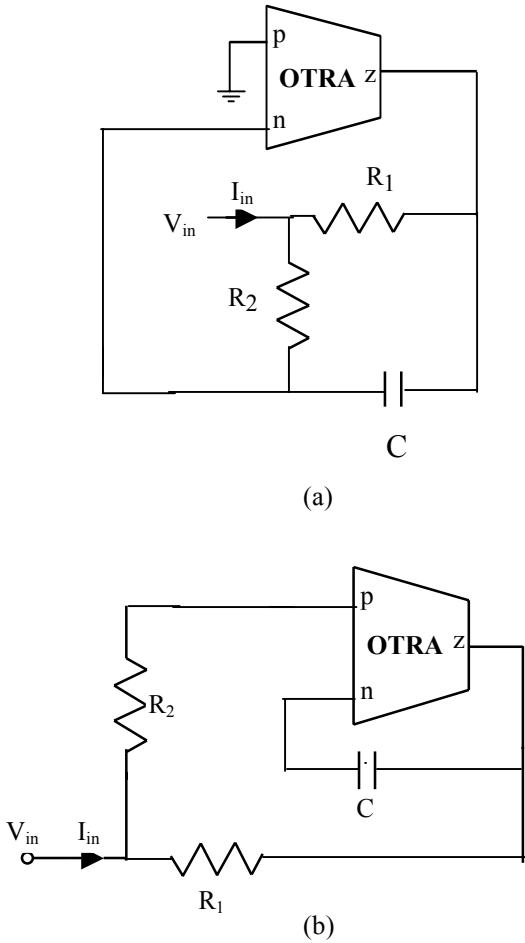 p
OTRA z
n
I_in
V_in
R_1
R_2
C
(a)
p
OTRA z
n
R_2
C
V_in I_in
R_1
(b)